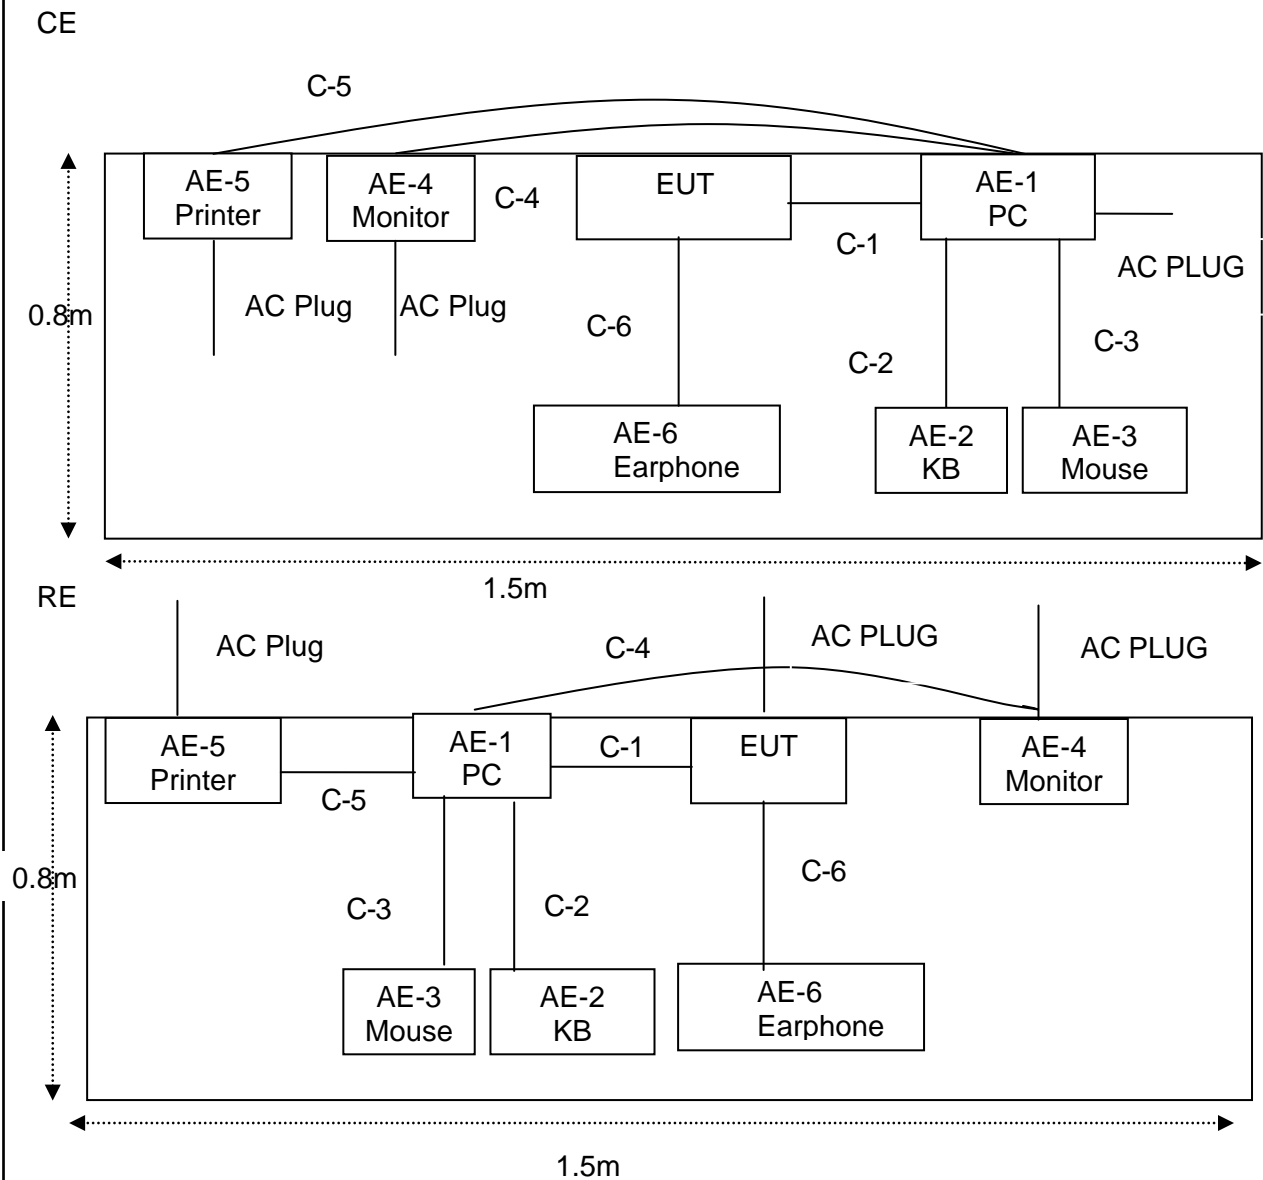 CE
C-5
AE-5
Printer
AE-4
Monitor
C-4
EUT
AE-1
PC
C-1
AC PLUG
AC Plug
AC Plug
0.8m
C-6
C-2
C-3
AE-6
Earphone
AE-2
KB
AE-3
Mouse
1.5m
RE
AC Plug
C-4
AC PLUG
AC PLUG
AE-5
Printer
AE-1
PC
C-1
EUT
AE-4
Monitor
C-5
0.8m
C-6
C-3
C-2
AE-3
Mouse
AE-2
KB
AE-6
Earphone
1.5m